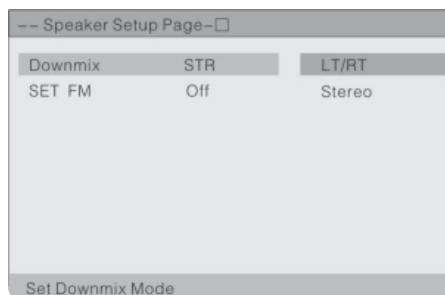 -- Speaker Setup Page-□
Downmix STR LT/RT
SET FM Off Stereo
Set Downmix Mode